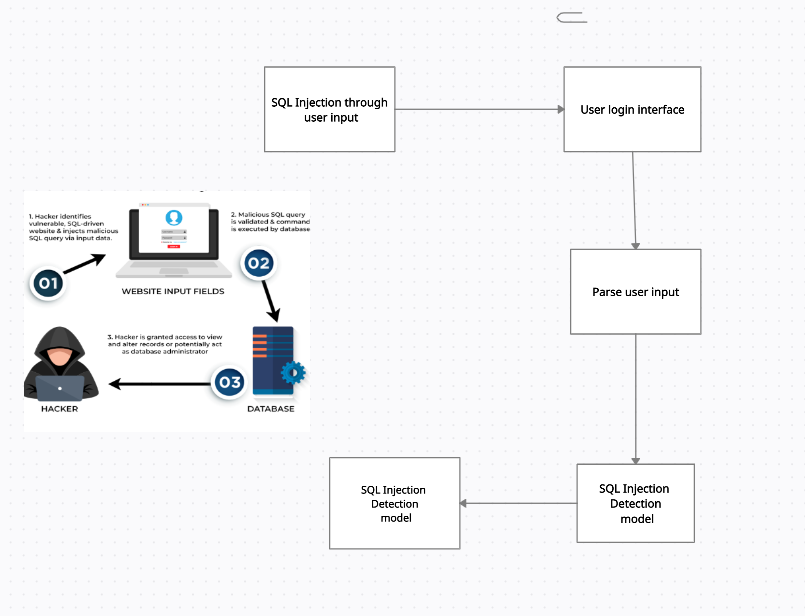 SQL Injection through
user input
User login interface
1. Hacker identifies
vulnerable, SQL-driven
website & injects malicious
SQL query via input data.
2. Malicious SQL query
is validated & command
is executed by database
01
02
WEBSITE INPUT FIELDS
Parse user input
3. Hacker is granted access to view
and alter records or potentially act
as database administrator
03
HACKER
DATABASE
SQL Injection
Detection
model
SQL Injection
Detection
model